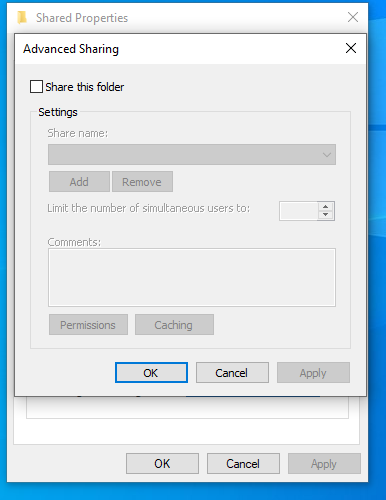 Shared Properties
Advanced Sharing
Share this folder
Settings
Share name:
Add Remove
Limit the number of simultaneous users to:
Comments:
Permissions Caching
OK Cancel Apply
OK Cancel Apply